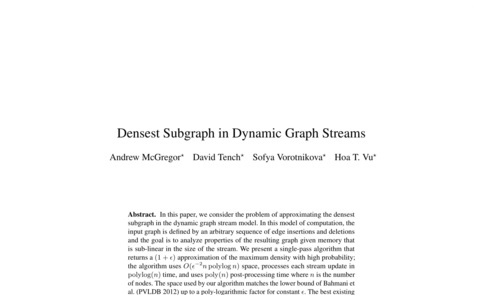 Densest Subgraph in Dynamic Graph Streams
Andrew McGregor* David Tench* Sofya Vorotnikova* Hoa T. Vu*
Abstract. In this paper, we consider the problem of approximating the densest
subgraph in the dynamic graph stream model. In this model of computation, the
input graph is defined by an arbitrary sequence of edge insertions and deletions
and the goal is to analyze properties of the resulting graph given memory that
is sub-linear in the size of the stream. We present a single-pass algorithm that
returns a (1 + ϵ) approximation of the maximum density with high probability;
the algorithm uses O(ϵ⁻²n polylog n) space, processes each stream update in
polylog(n) time, and uses poly(n) post-processing time where n is the number
of nodes. The space used by our algorithm matches the lower bound of Bahmani et
al. (PVLDB 2012) up to a poly-logarithmic factor for constant ϵ. The best existing